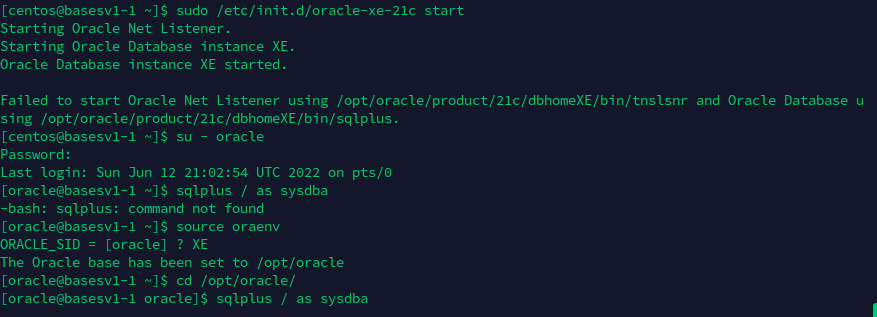 [centos@basesv1-1 ~]$ sudo /etc/init.d/oracle-xe-21c start
Starting Oracle Net Listener.
Starting Oracle Database instance XE.
Oracle Database instance XE started.

Failed to start Oracle Net Listener using /opt/oracle/product/21c/dbhomeXE/bin/tnslsnr and Oracle Database u
sing /opt/oracle/product/21c/dbhomeXE/bin/sqlplus.
[centos@basesv1-1 ~]$ su - oracle
Password:
Last login: Sun Jun 12 21:02:54 UTC 2022 on pts/0
[oracle@basesv1-1 ~]$ sqlplus / as sysdba
-bash: sqlplus: command not found
[oracle@basesv1-1 ~]$ source oraenv
ORACLE_SID = [oracle] ? XE
The Oracle base has been set to /opt/oracle
[oracle@basesv1-1 ~]$ cd /opt/oracle/
[oracle@basesv1-1 oracle]$ sqlplus / as sysdba